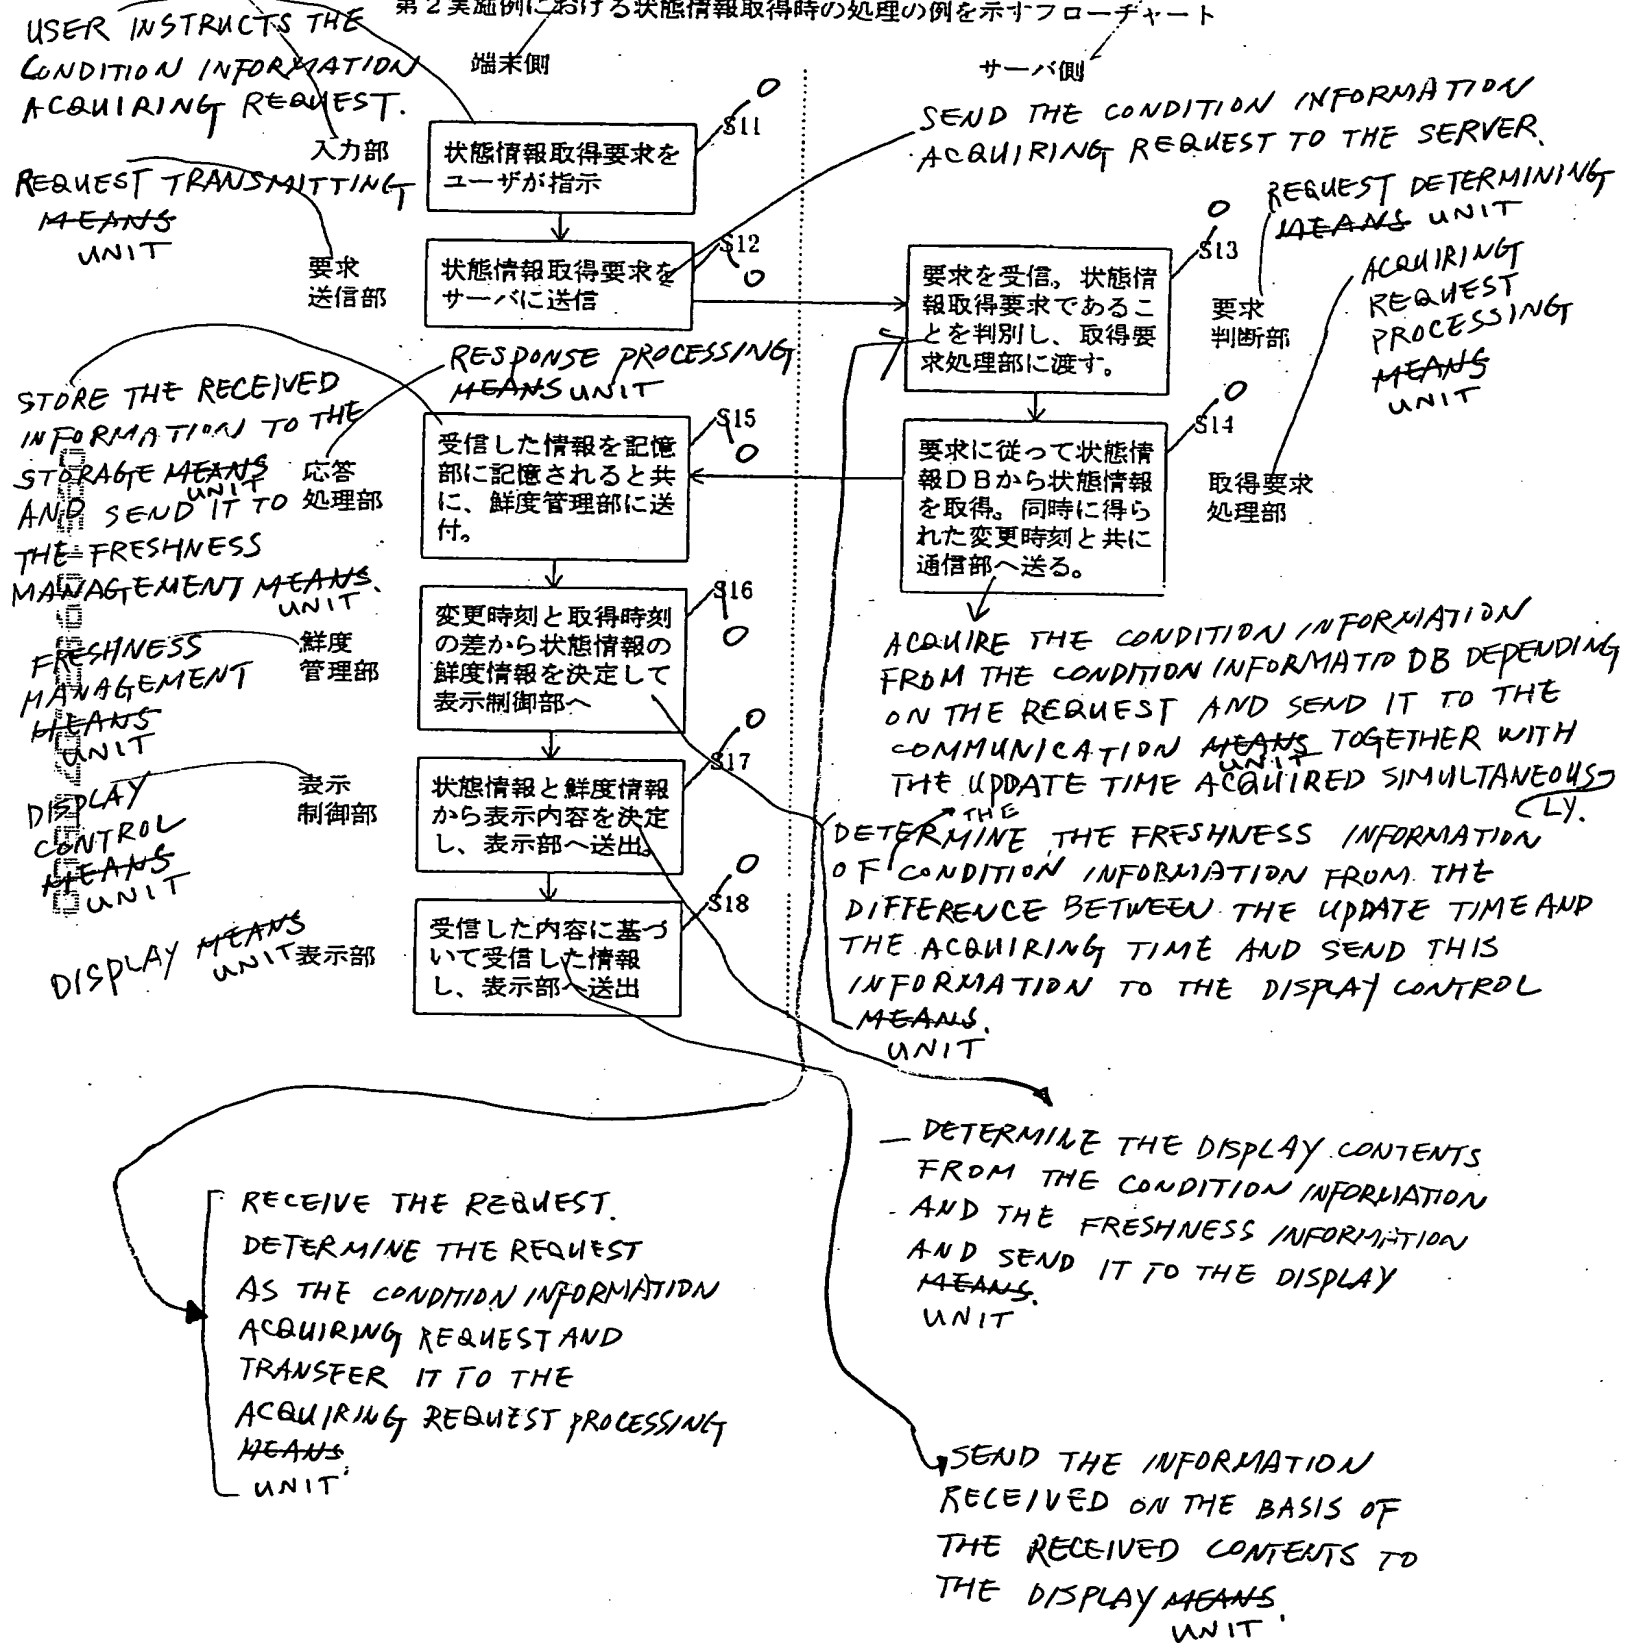 第２実施例における状態情報取得時の処理の例を示すフローチャート
USER INSTRUCTS THE
CONDITION INFORMATION
ACQUIRING REQUEST.
端末側
サーバ側
入力部
状態情報取得要求を
ユーザが指示
S11
0
SEND THE CONDITION INFORMATION
ACQUIRING REQUEST TO THE SERVER.
REQUEST TRANSMITTING
MEANS
UNIT
要求
送信部
状態情報取得要求を
サーバに送信
S12
0
要求を受信。状態情
報取得要求であるこ
とを判別し、取得要
求処理部に渡す。
S13
0
REQUEST DETERMINING
MEANS UNIT
要求
判断部
ACQUIRING
REQUEST
PROCESSING
MEANS
UNIT
RESPONSE PROCESSING
MEANS UNIT
STORE THE RECEIVED
INFORMATION TO THE
STORAGE MEANS
UNIT
AND SEND IT TO
THE FRESHNESS
MANAGEMENT MEANS.
UNIT
応答
処理部
受信した情報を記憶
部に記憶されると共
に、鮮度管理部に送
付。
S15
0
要求に従って状態情
報ＤＢから状態情報
を取得。同時に得ら
れた変更時刻と共に
通信部へ送る。
S14
0
取得要求
処理部
FRESHNESS
MANAGEMENT
MEANS
UNIT
鮮度
管理部
変更時刻と取得時刻
の差から状態情報の
鮮度情報を決定して
表示制御部へ
S16
0
ACQUIRE THE CONDITION INFORMATION
FROM THE CONDITION INFORMATIO DB DEPENDING
ON THE REQUEST AND SEND IT TO THE
COMMUNICATION MEANS TOGETHER WITH
UNIT
THE UPDATE TIME ACQUIRED SIMULTANEOUS
LY.
DISPLAY
CONTROL
MEANS
UNIT
表示
制御部
状態情報と鮮度情報
から表示内容を決定
し、表示部へ送出。
S17
0
THE
DETERMINE THE FRESHNESS INFORMATION
OF CONDITION INFORMATION FROM THE
DIFFERENCE BETWEEN THE UPDATE TIME AND
THE ACQUIRING TIME AND SEND THIS
INFORMATION TO THE DISPLAY CONTROL
MEANS.
UNIT
DISPLAY MEANS
UNIT
表示部
受信した内容に基づ
いて受信した情報
し、表示部へ送出
S18
0
DETERMINE THE DISPLAY CONTENTS
FROM THE CONDITION INFORMATION
AND THE FRESHNESS INFORMATION
AND SEND IT TO THE DISPLAY
MEANS.
UNIT
RECEIVE THE REQUEST.
DETERMINE THE REQUEST
AS THE CONDITION INFORMATION
ACQUIRING REQUEST AND
TRANSFER IT TO THE
ACQUIRING REQUEST PROCESSING
MEANS
UNIT.
SEND THE INFORMATION
RECEIVED ON THE BASIS OF
THE RECEIVED CONTENTS TO
THE DISPLAY MEANS.
UNIT